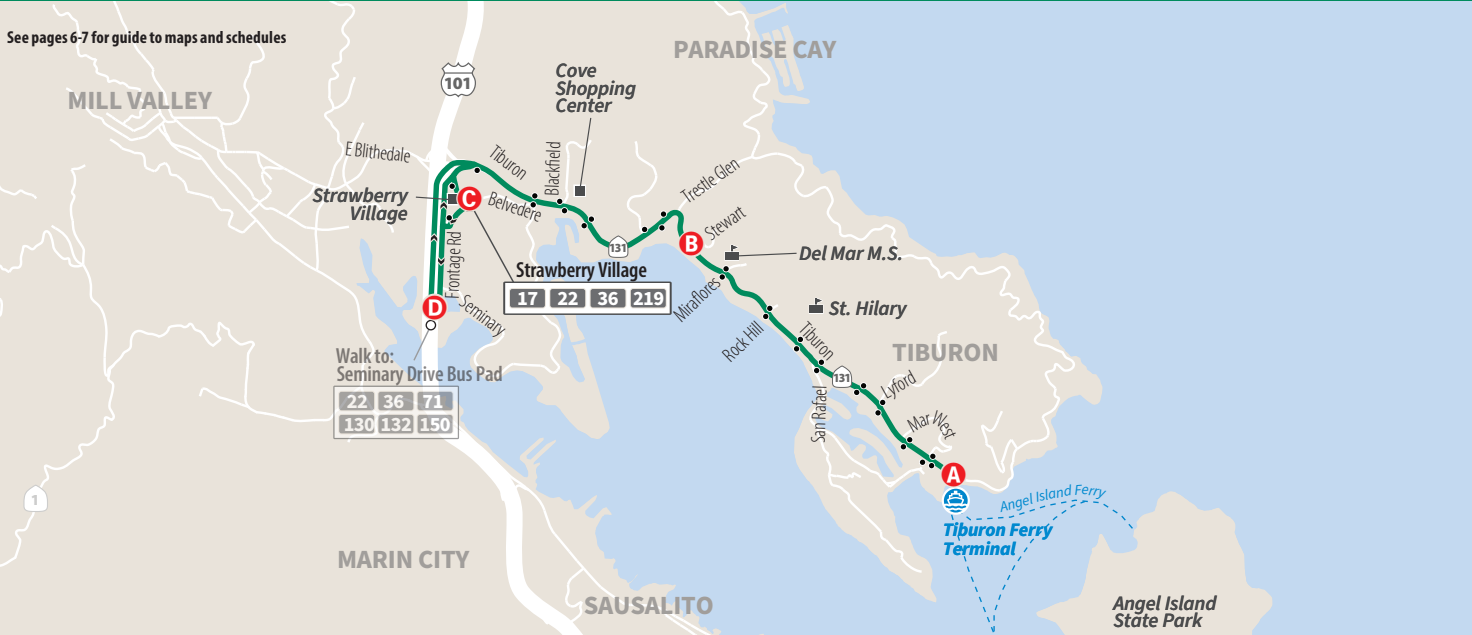 See pages 6-7 for guide to maps and schedules
PARADISE CAY
101
Cove
Shopping
Center
MILL VALLEY
E Blithedale
Tiburon
Blackfield
Trestle Glen
Strawberry
Village
C
Belvedere
Stewart
B
131
Del Mar M.S.
Frontage Rd
Strawberry Village
17 22 36 219
Miraflores
D
Seminary
St. Hilary
Rock Hill
Tiburon
TIBURON
Walk to:
Seminary Drive Bus Pad
22 36 71
130 132 150
131
Lyford
San Rafael
Mar West
A
1
Angel Island Ferry
Tiburon Ferry
Terminal
MARIN CITY
SAUSALITO
Angel Island
State Park